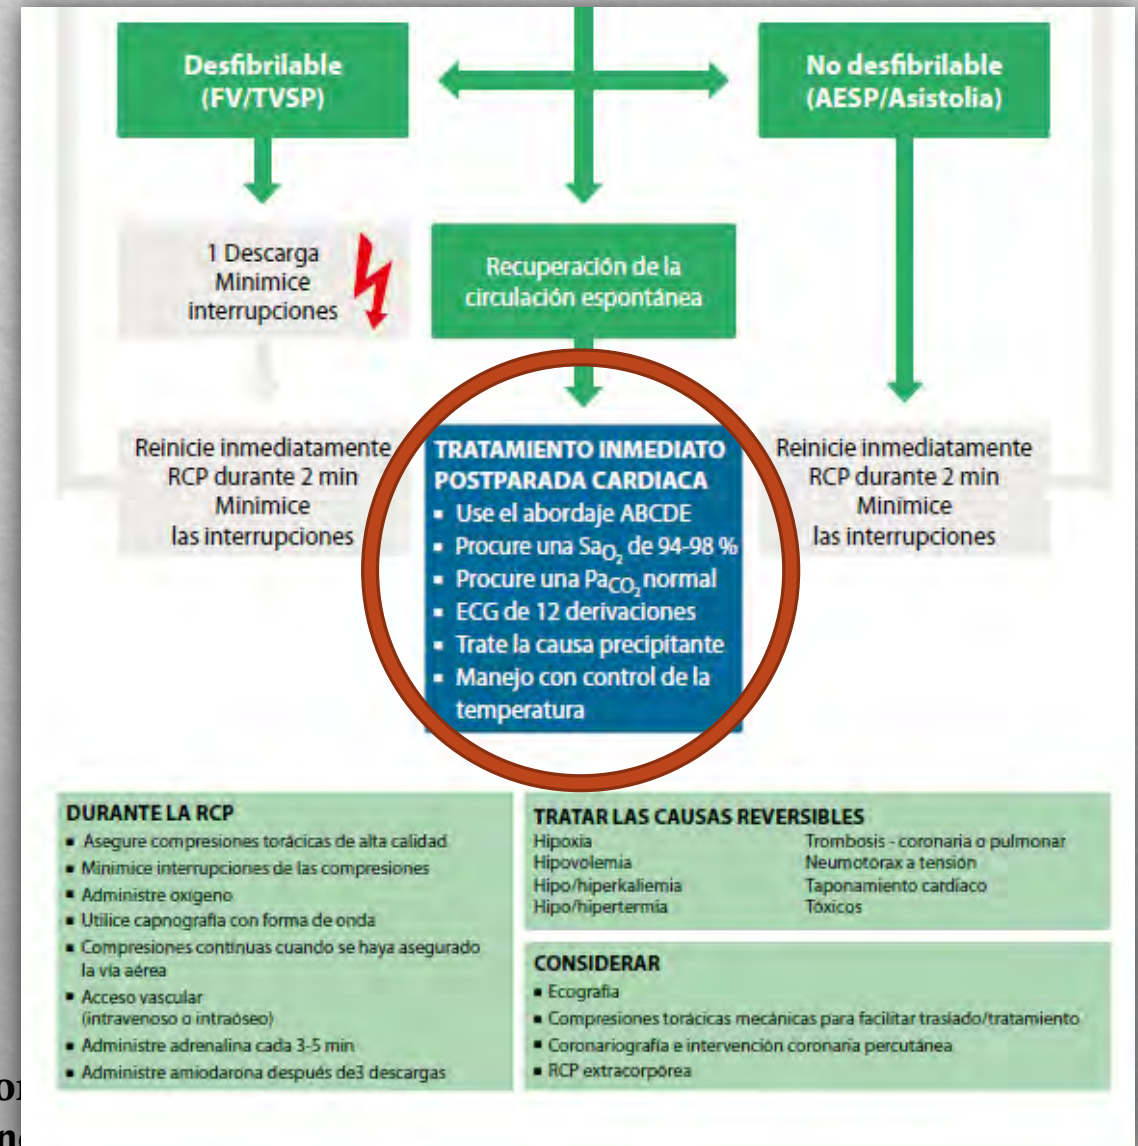 Desfibrilable
(FV/TVSP)
No desfibrilable
(AESP/Asistolia)
1 Descarga
Minimice
interrupciones
Recuperación de la
circulación espontánea
Reinicie inmediatamente
RCP durante 2 min
Minimice
las interrupciones
TRATAMIENTO INMEDIATO
POSTPARADA CARDIACA
▪ Use el abordaje ABCDE
▪ Procure una SaO2 de 94-98 %
▪ Procure una PaCO2 normal
▪ ECG de 12 derivaciones
▪ Trate la causa precipitante
▪ Manejo con control de la
temperatura
Reinicie inmediatamente
RCP durante 2 min
Minimice
las interrupciones
DURANTE LA RCP
▪ Asegure compresiones torácicas de alta calidad
▪ Minimice interrupciones de las compresiones
▪ Administre oxigeno
▪ Utilice capnografia con forma de onda
▪ Compresiones continuas cuando se haya asegurado
la via aérea
▪ Acceso vascular
(intravenoso o intraóseo)
▪ Administre adrenalina cada 3-5 min
▪ Administre amiodarona después de3 descargas
TRATAR LAS CAUSAS REVERSIBLES
Hipoxia
Hipovolemia
Hipo/hiperkaliemia
Hipo/hipertermia
Trombosis - coronaria o pulmonar
Neumotórax a tensión
Taponamiento cardíaco
Tóxicos
CONSIDERAR
▪ Ecografia
▪ Compresiones torácicas mecánicas para facilitar traslado/tratamiento
▪ Coronariografía e intervención coronaria percutánea
▪ RCP extracorpórea